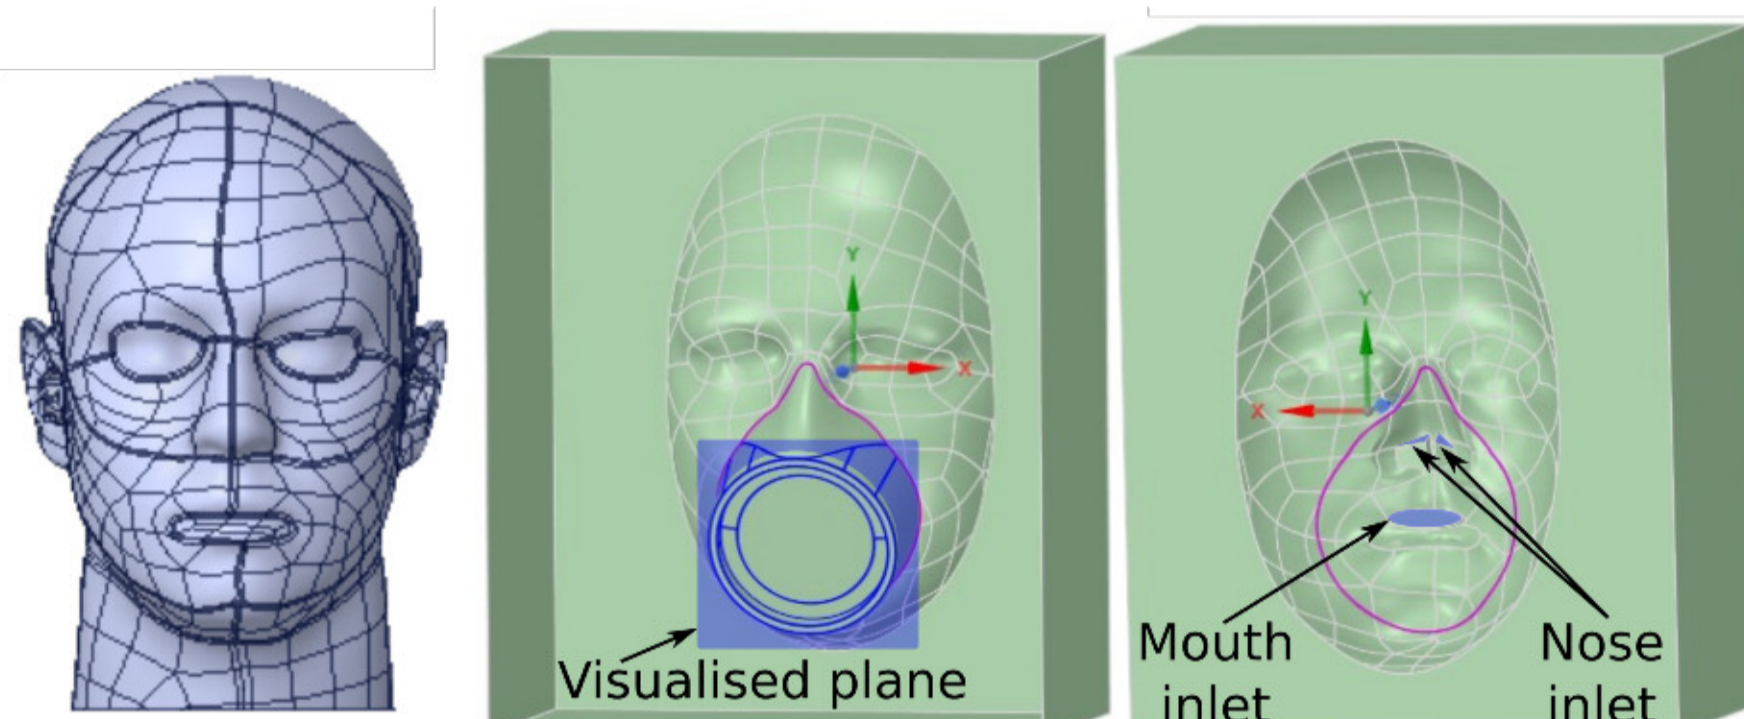 Y
X
Visualised plane
Y
X
Mouth
inlet
Nose
inlet